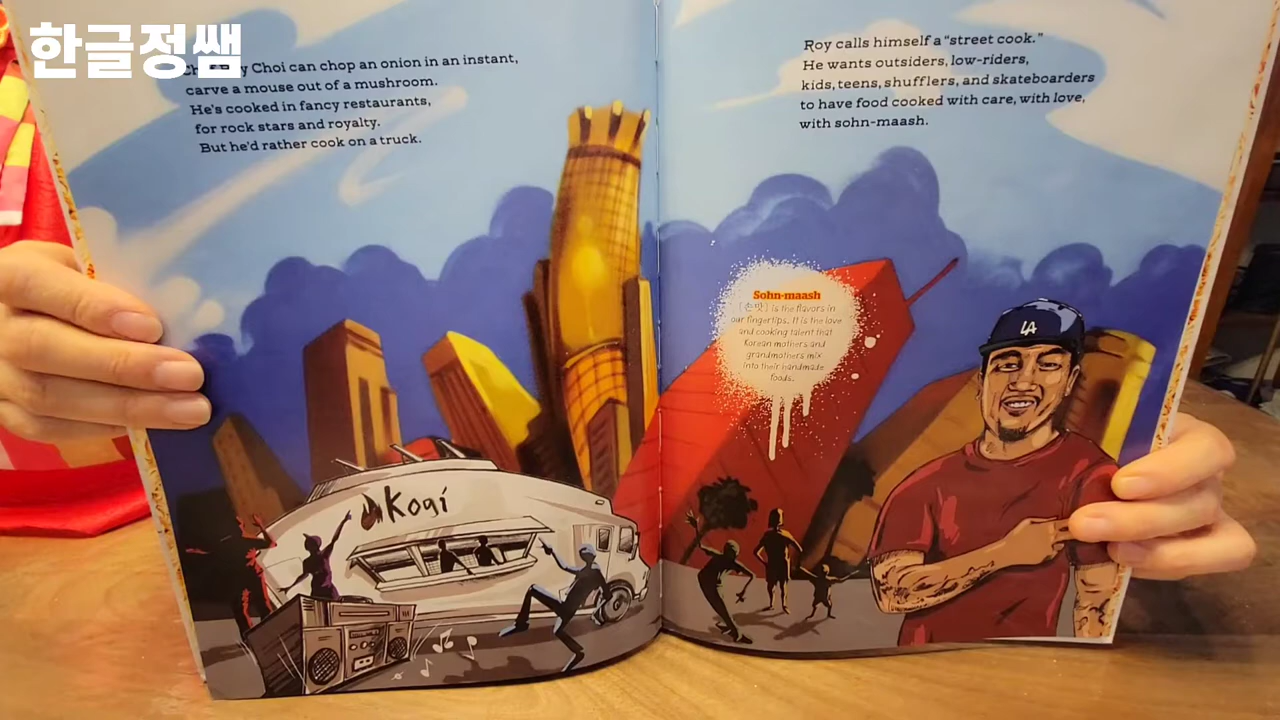 한글정쌤
Chef Roy Choi can chop an onion in an instant,
carve a mouse out of a mushroom.
He's cooked in fancy restaurants,
for rock stars and royalty.
But he'd rather cook on a truck.
Kogi
Roy calls himself a “street cook.”
He wants outsiders, low-riders,
kids, teens, shufflers, and skateboarders
to have food cooked with care, with love,
with sohn-maash.
Sohn-maash
[손맛] is the flavors in
our fingertips. It is the love
and cooking talent that
Korean mothers and
grandmothers mix
into their handmade
foods.
LA